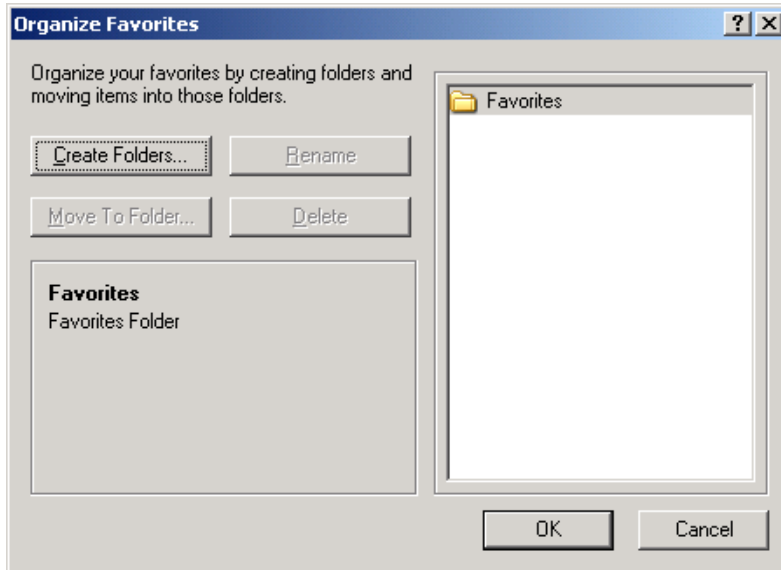 Organize Favorites
Organize your favorites by creating folders and
moving items into those folders.
Create Folders...
Rename
Move To Folder...
Delete
Favorites
Favorites Folder
Favorites
OK
Cancel